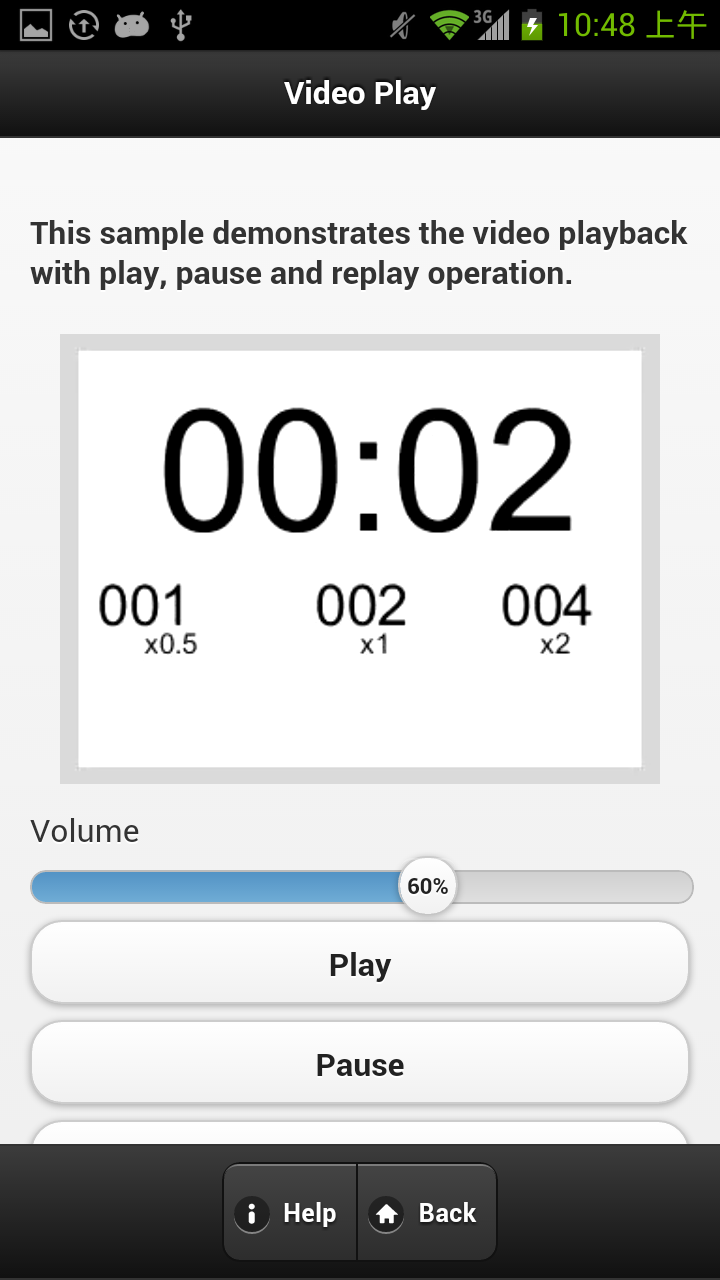 3G 10:48 上午
Video Play
This sample demonstrates the video playback
with play, pause and replay operation.
00:02
001 002 004
x0.5 x1 x2
Volume
60%
Play
Pause
Help Back